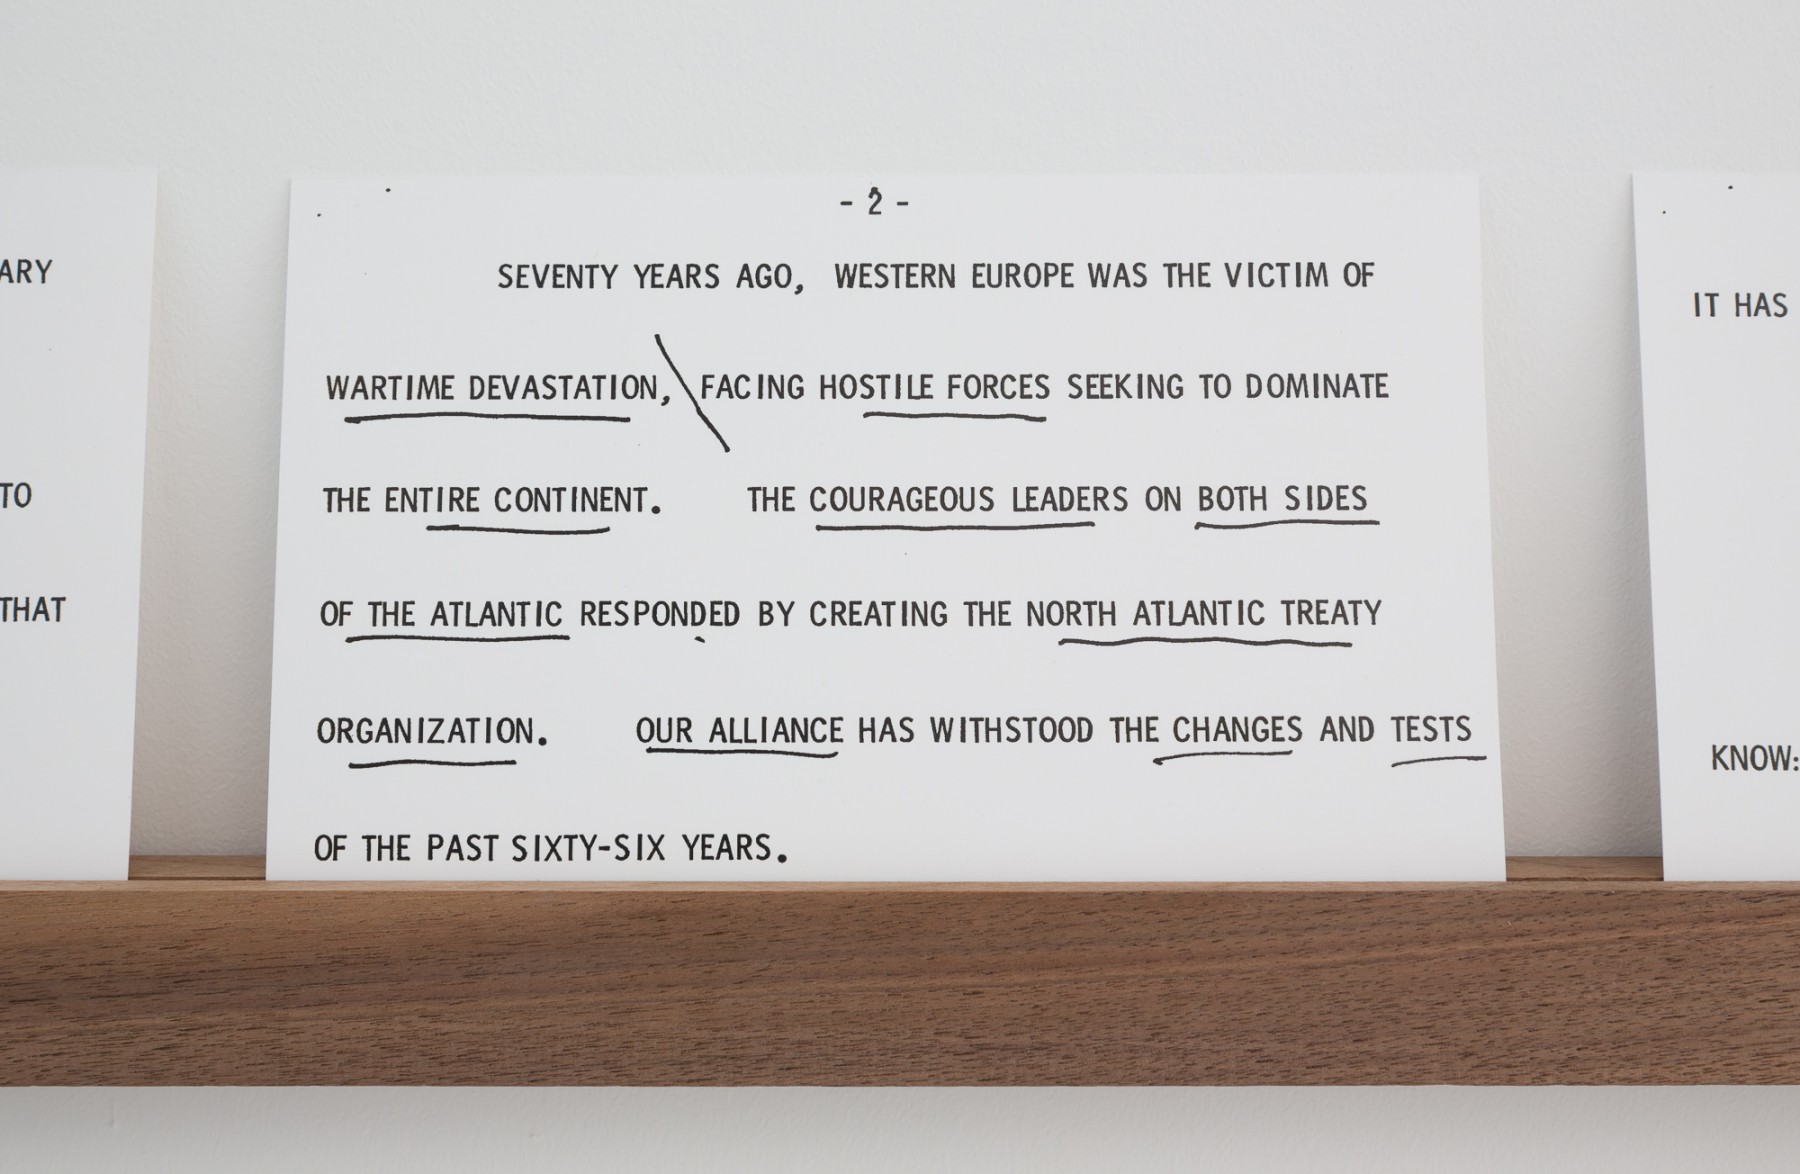 ARY
TO
THAT
- 2 -
SEVENTY YEARS AGO, WESTERN EUROPE WAS THE VICTIM OF
WARTIME DEVASTATION, FACING HOSTILE FORCES SEEKING TO DOMINATE
THE ENTIRE CONTINENT. THE COURAGEOUS LEADERS ON BOTH SIDES
OF THE ATLANTIC RESPONDED BY CREATING THE NORTH ATLANTIC TREATY
ORGANIZATION. OUR ALLIANCE HAS WITHSTOOD THE CHANGES AND TESTS
OF THE PAST SIXTY-SIX YEARS.
IT HAS
KNOW: